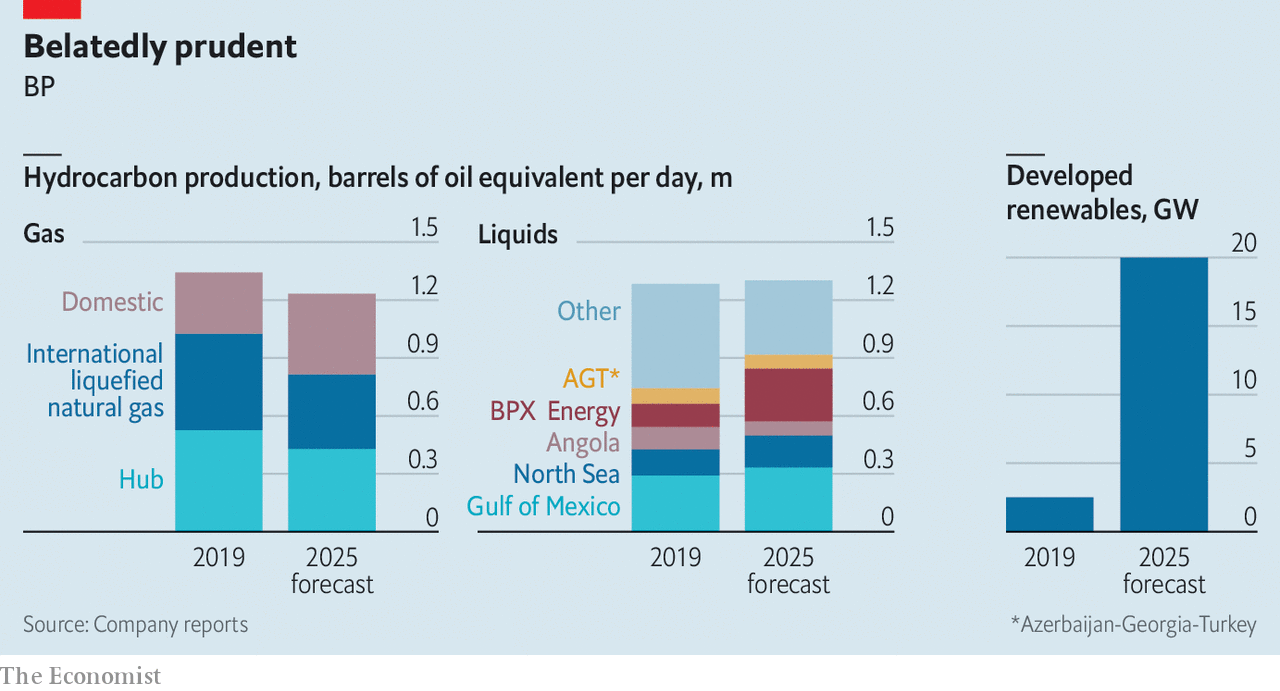 Belatedly prudent
BP
Hydrocarbon production, barrels of oil equivalent per day, m
Gas
1.5
1.2
0.9
0.6
0.3
0
Domestic
International
liquefied
natural gas
Hub
2019
2025
forecast
Liquids
1.5
1.2
0.9
0.6
0.3
0
Other
AGT*
BPX Energy
Angola
North Sea
Gulf of Mexico
2019
2025
forecast
Developed
renewables, GW
20
15
10
5
0
2019
2025
forecast
Source: Company reports
*Azerbaijan-Georgia-Turkey
The Economist